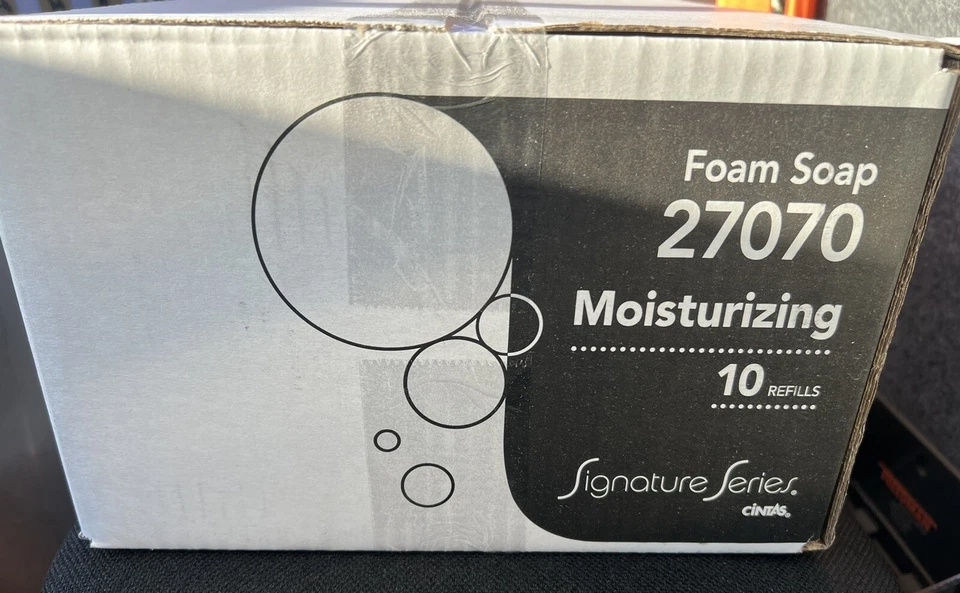 Foam Soap
27070
Moisturizing
10 REFILLS
Signature Series®
CINTAS®